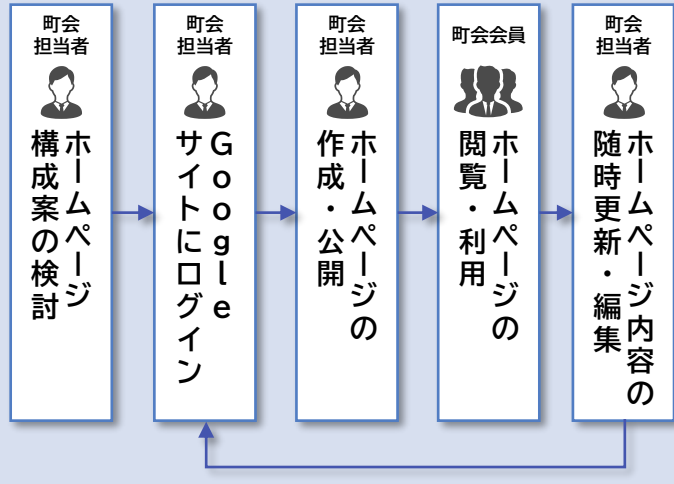 町会
担当者
ホームページ
構成案の検討
町会
担当者
Google
サイトにログイン
町会
担当者
ホームページの
作成・公開
町会会員
ホームページの
閲覧・利用
町会
担当者
ホームページ内容の
随時更新・編集